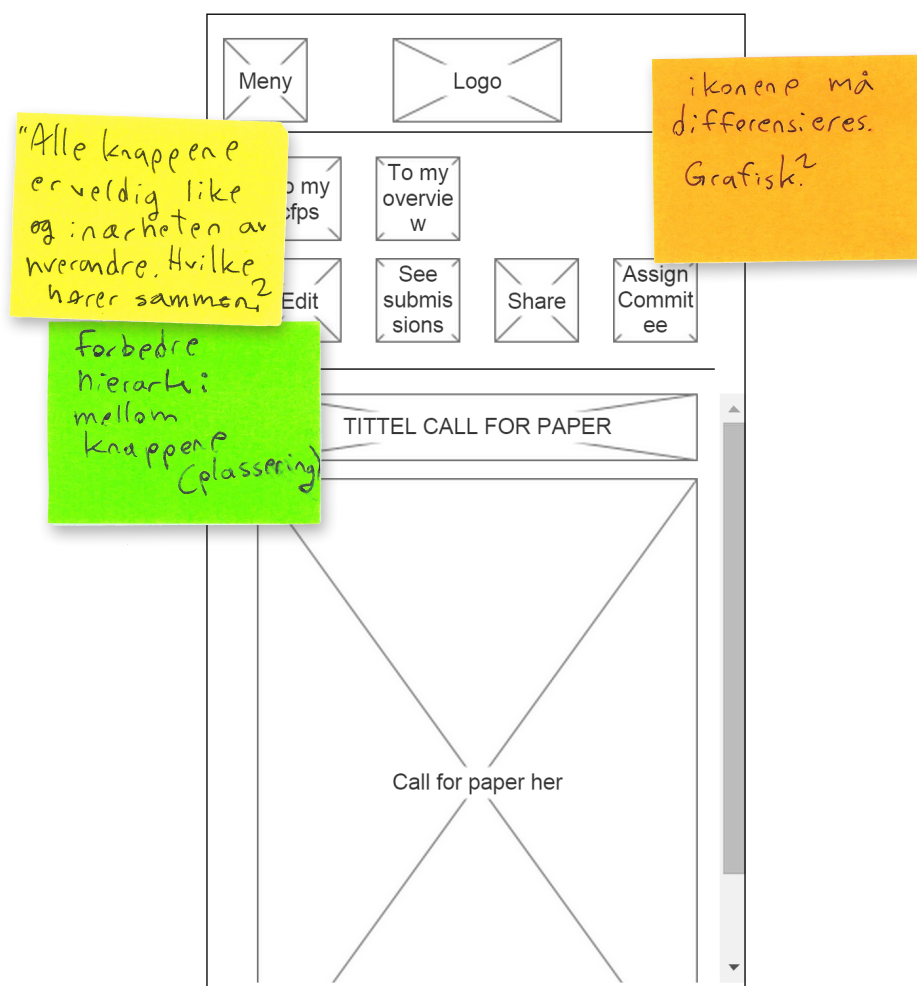 Meny
Logo
ikonene må
differensieres.
Grafisk?
"Alle knappene
er veldig like
og i nærheten av
hverandre. Hvilke
hører sammen?
o my
cfps
To my
overvie
w
Edit
See
submis
sions
Share
Assign
Commit
ee
Forbedre
hierarki
mellom
knappene
(plassering)
TITTEL CALL FOR PAPER
Call for paper her